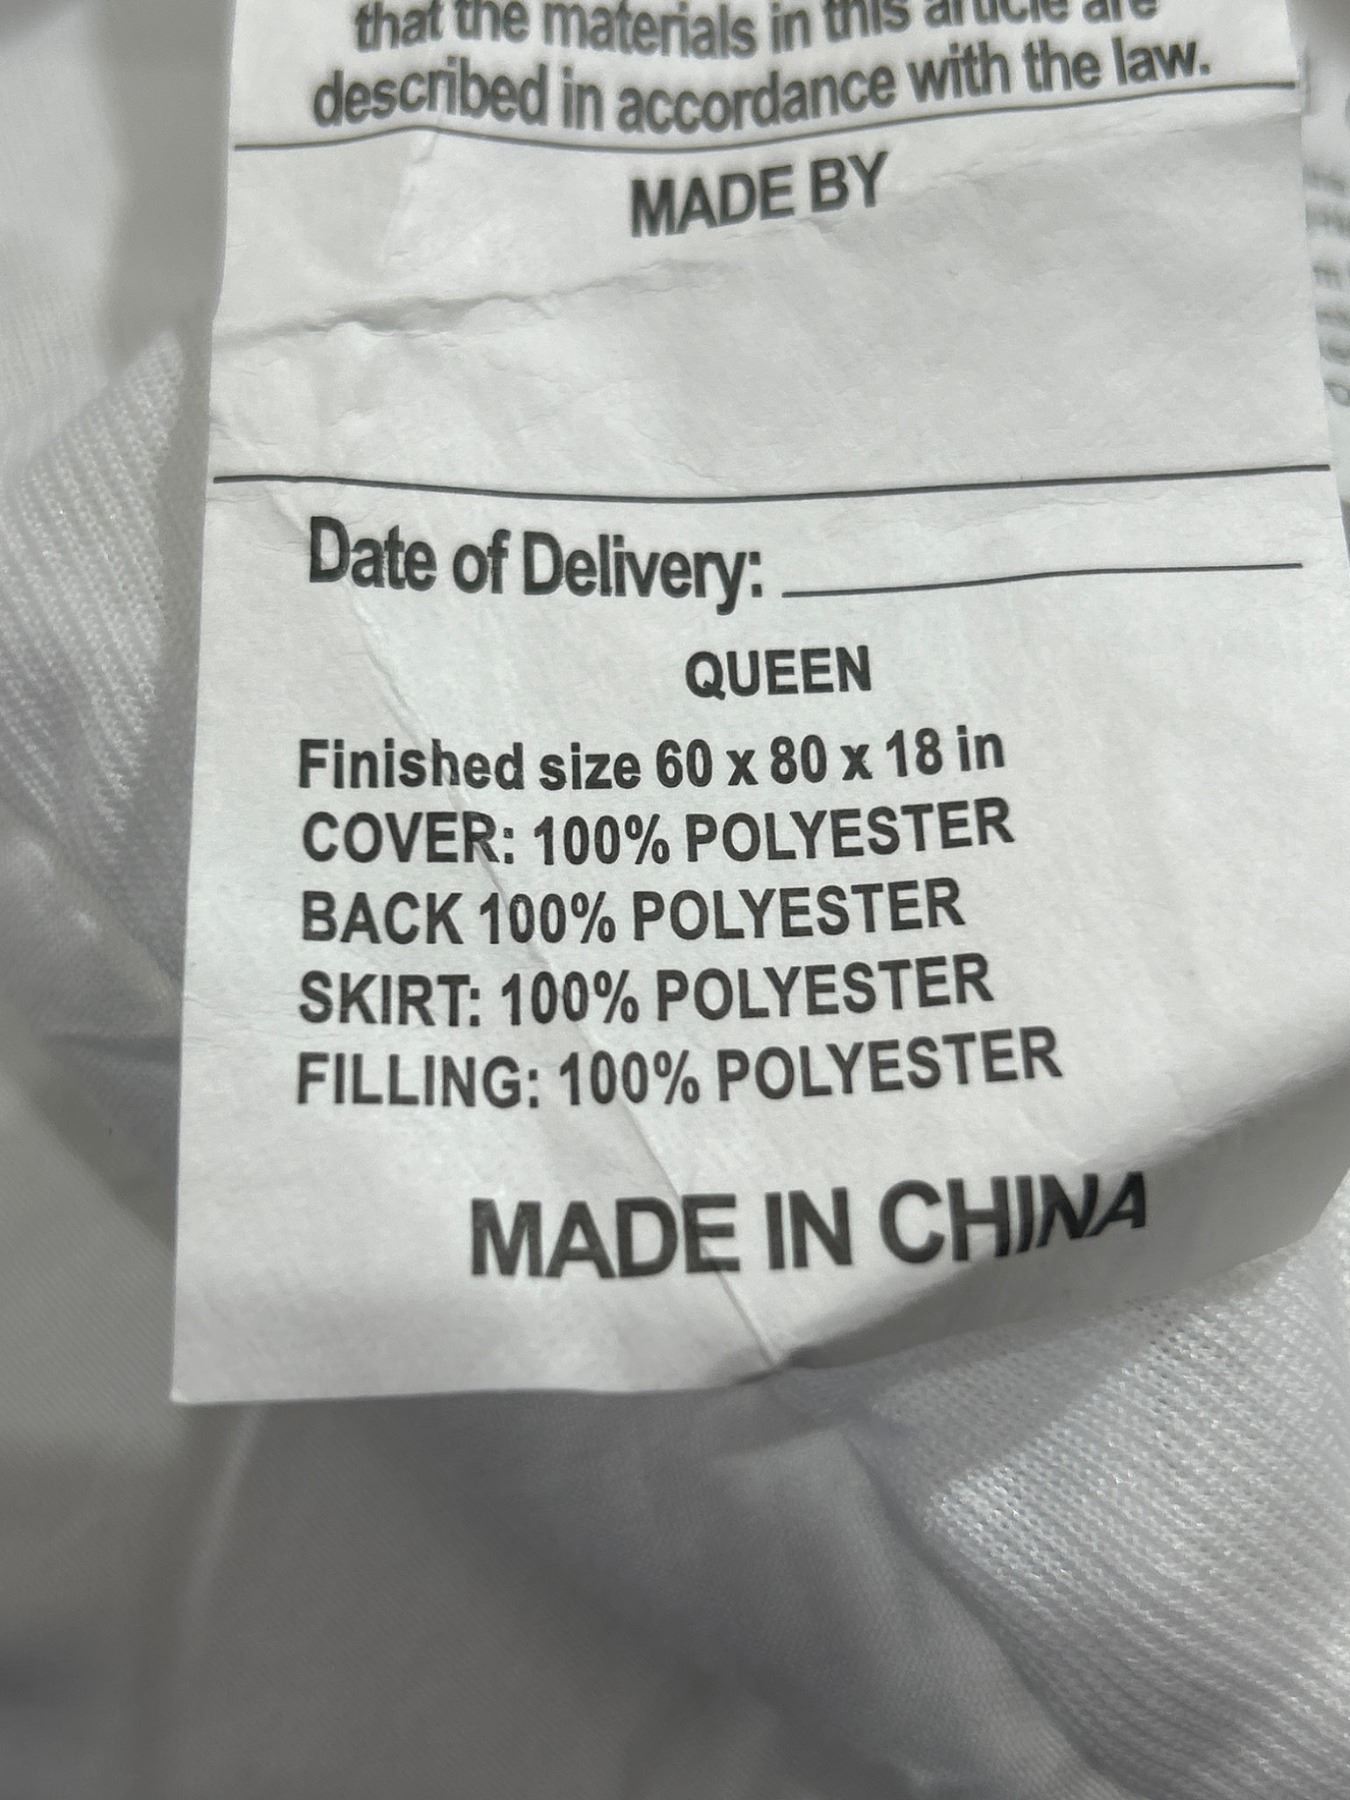 that the materials in this article are
described in accordance with the law.
MADE BY
Date of Delivery:
QUEEN
Finished size 60 x 80 x 18 in
COVER: 100% POLYESTER
BACK 100% POLYESTER
SKIRT: 100% POLYESTER
FILLING: 100% POLYESTER
MADE IN CHINA